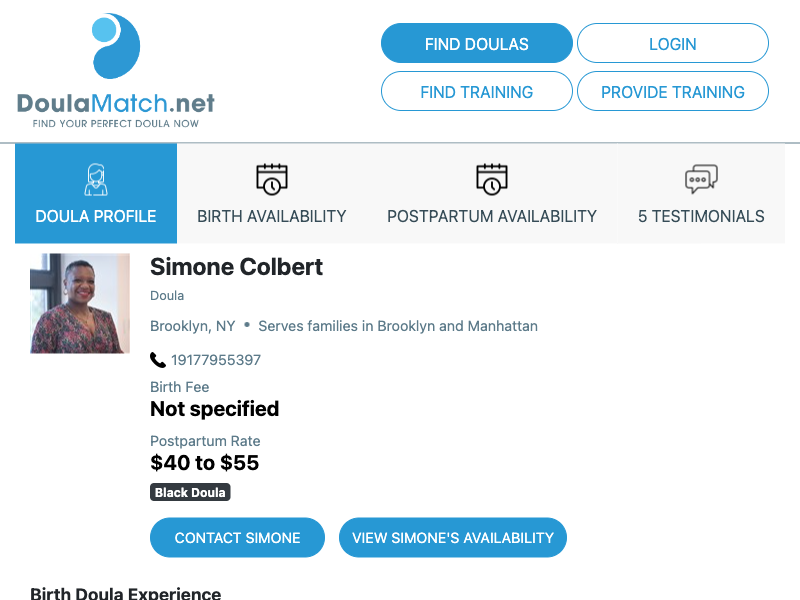 DoulaMatch.net
FIND YOUR PERFECT DOULA NOW
FIND DOULAS
LOGIN
FIND TRAINING
PROVIDE TRAINING
DOULA PROFILE
BIRTH AVAILABILITY
POSTPARTUM AVAILABILITY
5 TESTIMONIALS
Simone Colbert
Doula
Brooklyn, NY • Serves families in Brooklyn and Manhattan
19177955397
Birth Fee
Not specified
Postpartum Rate
$40 to $55
Black Doula
CONTACT SIMONE
VIEW SIMONE'S AVAILABILITY
Birth Doula Experience